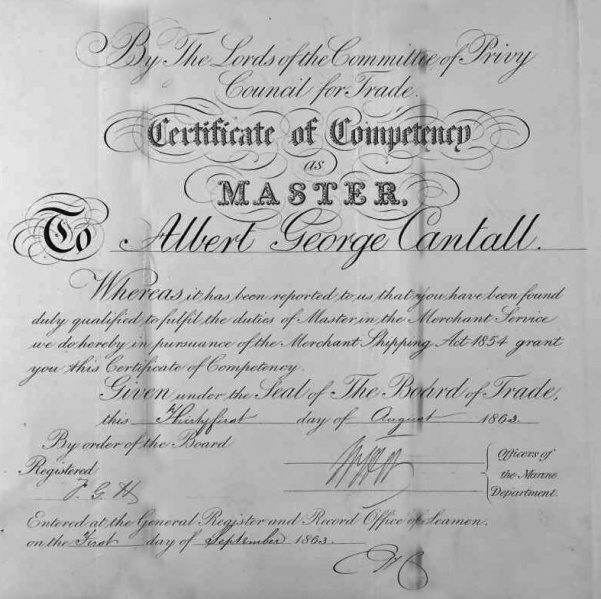 By The Lords of the Committee of Privy
Council for Trade.
Certificate of Competency
as
MASTER.
To Albert George Cantall.
Whereas it has been reported to us that you have been found
duly qualified to fulfil the duties of Master in the Merchant Service
we do hereby in pursuance of the Merchant Shipping Act 1854 grant
you this Certificate of Competency.
Given under the Seal of The Board of Trade,
this Thirtyfirst day of August 1863.
By order of the Board
Officers of
the Marine
Department.
Registered
Entered at the General Register and Record Office of Seamen.
on the First day of September 1863.